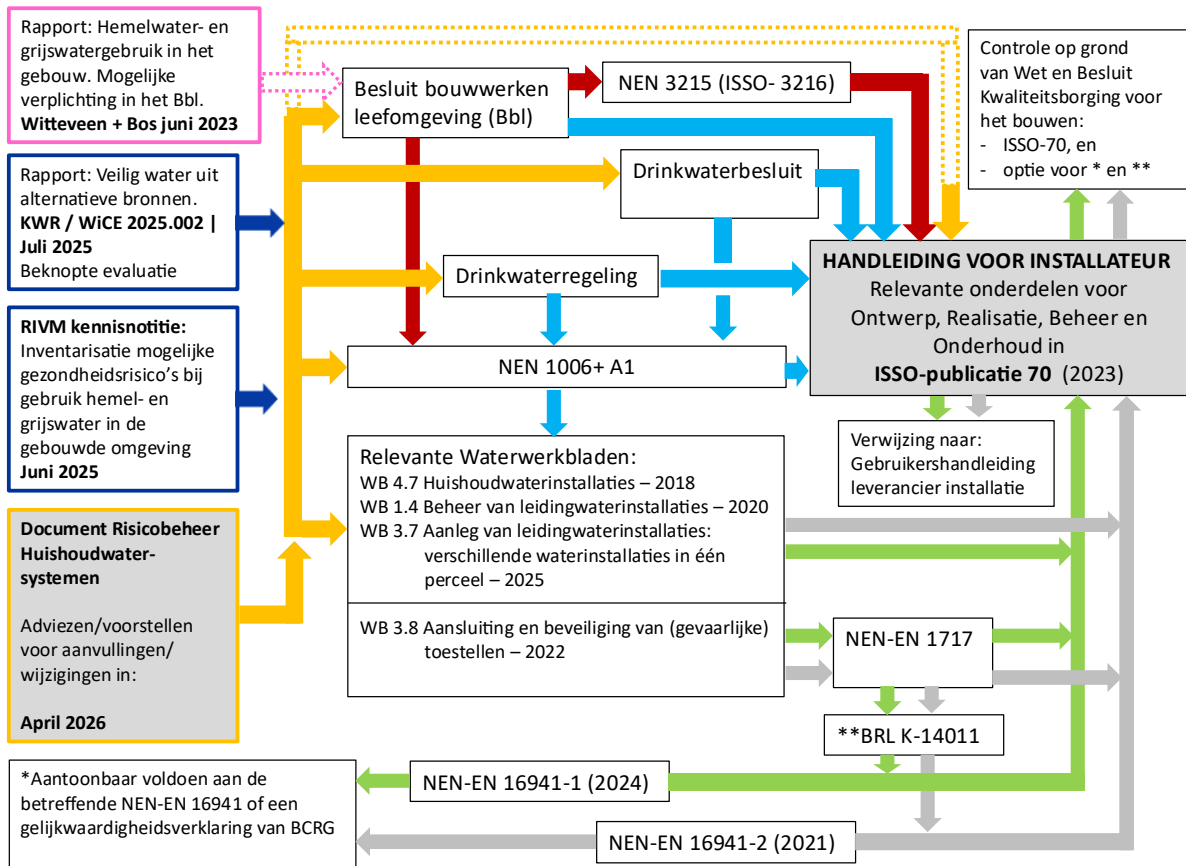 Rapport: Hemelwater- en
grijswatergebruik in het
gebouw. Mogelijke
verplichting in het Bbl.
Witteveen + Bos juni 2023
Rapport: Veilig water uit
alternatieve bronnen.
KWR / WiCE 2025.002 |
Juli 2025
Beknopte evaluatie
RIVM kennisnotitie:
Inventarisatie mogelijke
gezondheidsrisico's bij
gebruik hemel- en
grijswater in de
gebouwde omgeving
Juni 2025
Document Risicobeheer
Huishoudwater-
systemen
Adviezen/voorstellen
voor aanvullingen/
wijzigingen in:
April 2026
Besluit bouwwerken
leefomgeving (Bbl)
NEN 3215 (ISSO- 3216)
Drinkwaterbesluit
Drinkwaterregeling
NEN 1006+ A1
Relevante Waterwerkbladen:
WB 4.7 Huishoudwaterinstallaties – 2018
WB 1.4 Beheer van leidingwaterinstallaties – 2020
WB 3.7 Aanleg van leidingwaterinstallaties:
verschillende waterinstallaties in één
perceel – 2025
WB 3.8 Aansluiting en beveiliging van (gevaarlijke)
toestellen – 2022
Controle op grond
van Wet en Besluit
Kwaliteitsborging voor
het bouwen:
- ISSO-70, en
- optie voor * en **
HANDLEIDING VOOR INSTALLATEUR
Relevante onderdelen voor
Ontwerp, Realisatie, Beheer en
Onderhoud in
ISSO-publicatie 70 (2023)
Verwijzing naar:
Gebruikershandleiding
leverancier installatie
NEN-EN 1717
**BRL K-14011
NEN-EN 16941-1 (2024)
NEN-EN 16941-2 (2021)
*Aantoonbaar voldoen aan de
betreffende NEN-EN 16941 of een
gelijkwaardigheidsverklaring van BCRG